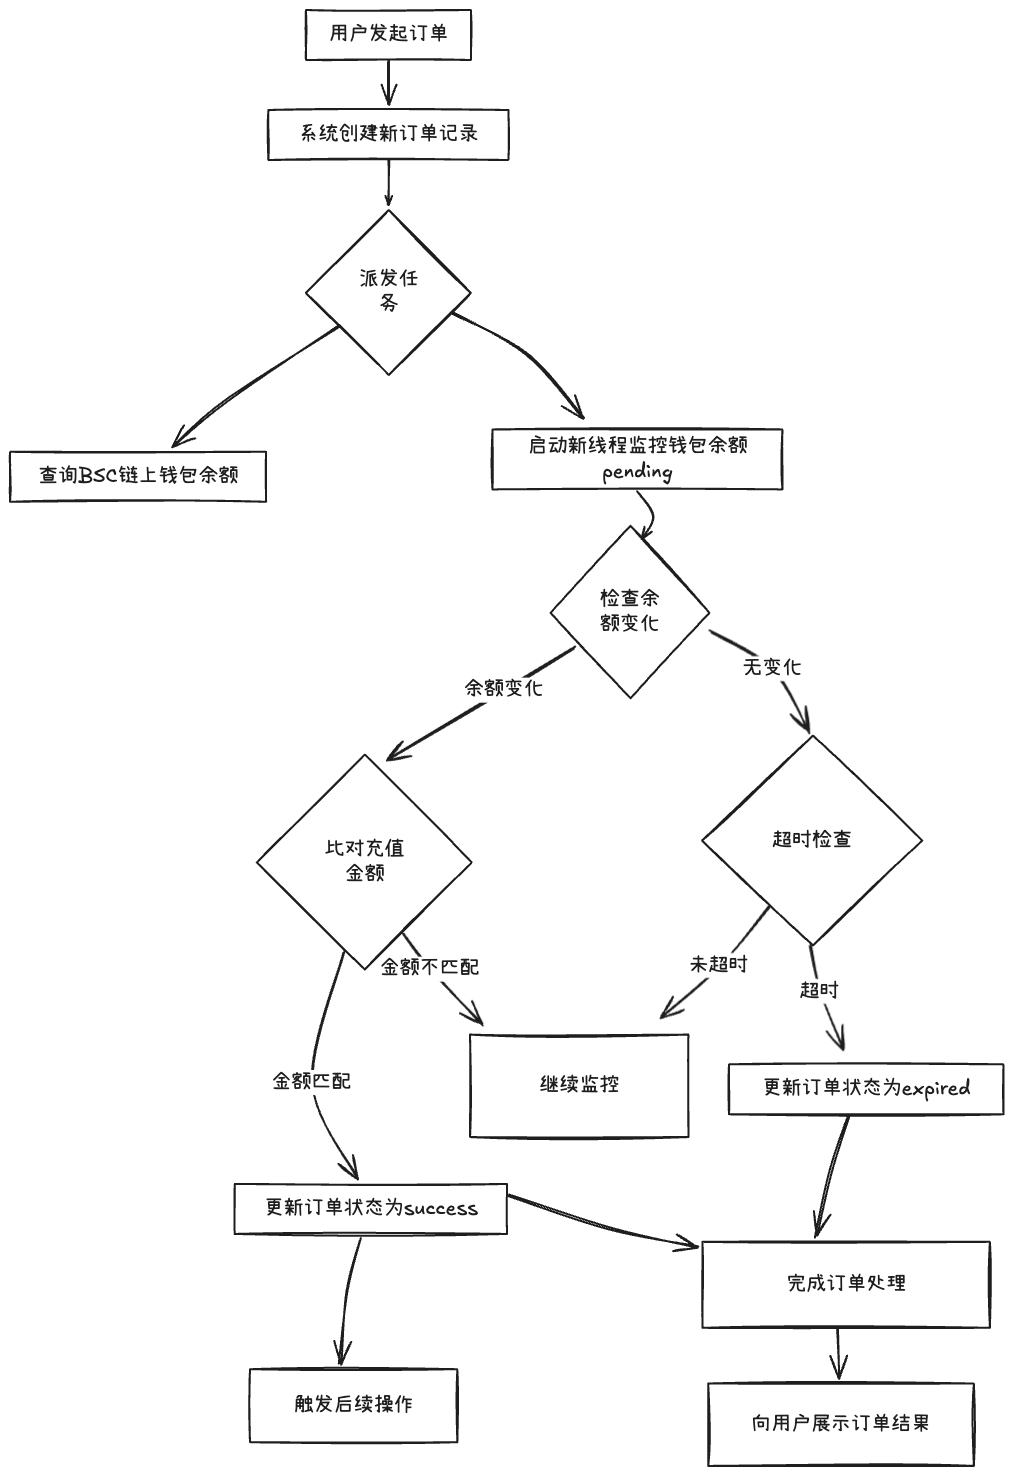 用户发起订单
系统创建新订单记录
派发任
务
查询BSC链上钱包余额
启动新线程监控钱包余额
pending
检查余
额变化
余额变化
无变化
比对充值
金额
超时检查
金额不匹配
未超时
超时
金额匹配
继续监控
更新订单状态为expired
更新订单状态为success
完成订单处理
触发后续操作
向用户展示订单结果